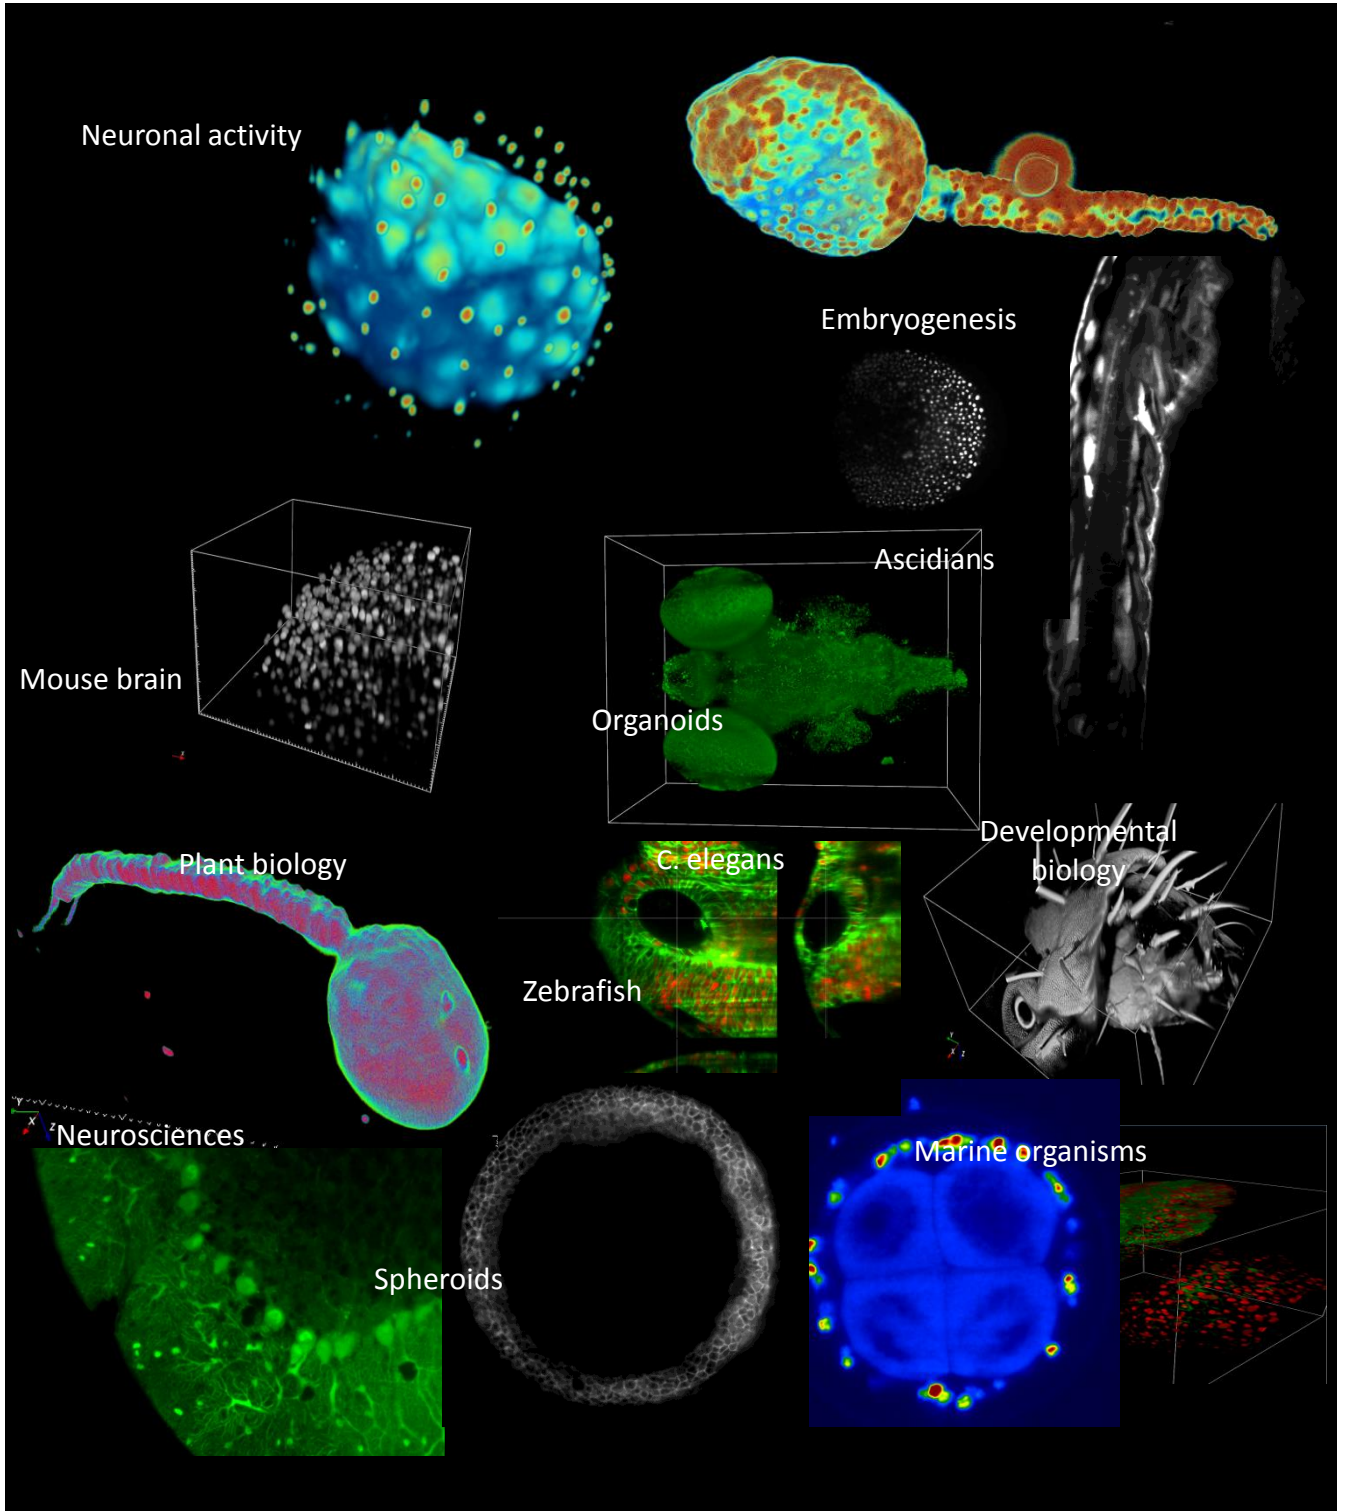 Neuronal activity
Embryogenesis
Ascidians
Mouse brain
Organoids
Developmental
biology
Plant biology
C. elegans
Zebrafish
Y
X
Z
Y
X
Z
Neurosciences
Marine organisms
Spheroids